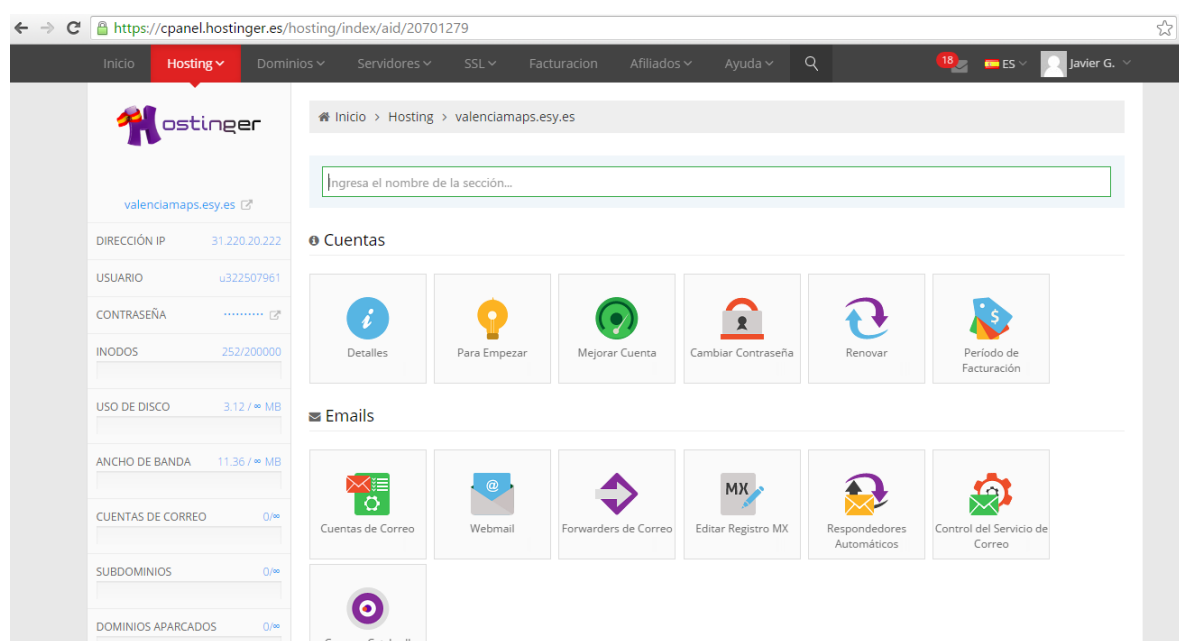 https://cpanel.hostinger.es/hosting/index/aid/20701279
Inicio Hosting Dominios Servidores SSL Facturacion Afiliados Ayuda 18 ES Javier G.
Hostinger
valenciamaps.esy.es
DIRECCIÓN IP 31.220.20.222
USUARIO u322507961
CONTRASEÑA ··········
INODOS 252/200000
USO DE DISCO 3.12 / ∞ MB
ANCHO DE BANDA 11.36 / ∞ MB
CUENTAS DE CORREO 0/∞
SUBDOMINIOS 0/∞
DOMINIOS APARCADOS 0/∞
Inicio > Hosting > valenciamaps.esy.es
Ingresa el nombre de la sección...
Cuentas
Detalles
Para Empezar
Mejorar Cuenta
Cambiar Contraseña
Renovar
Período de
Facturación
Emails
Cuentas de Correo
Webmail
Forwarders de Correo
MX
Editar Registro MX
Respondedores
Automáticos
Control del Servicio de
Correo